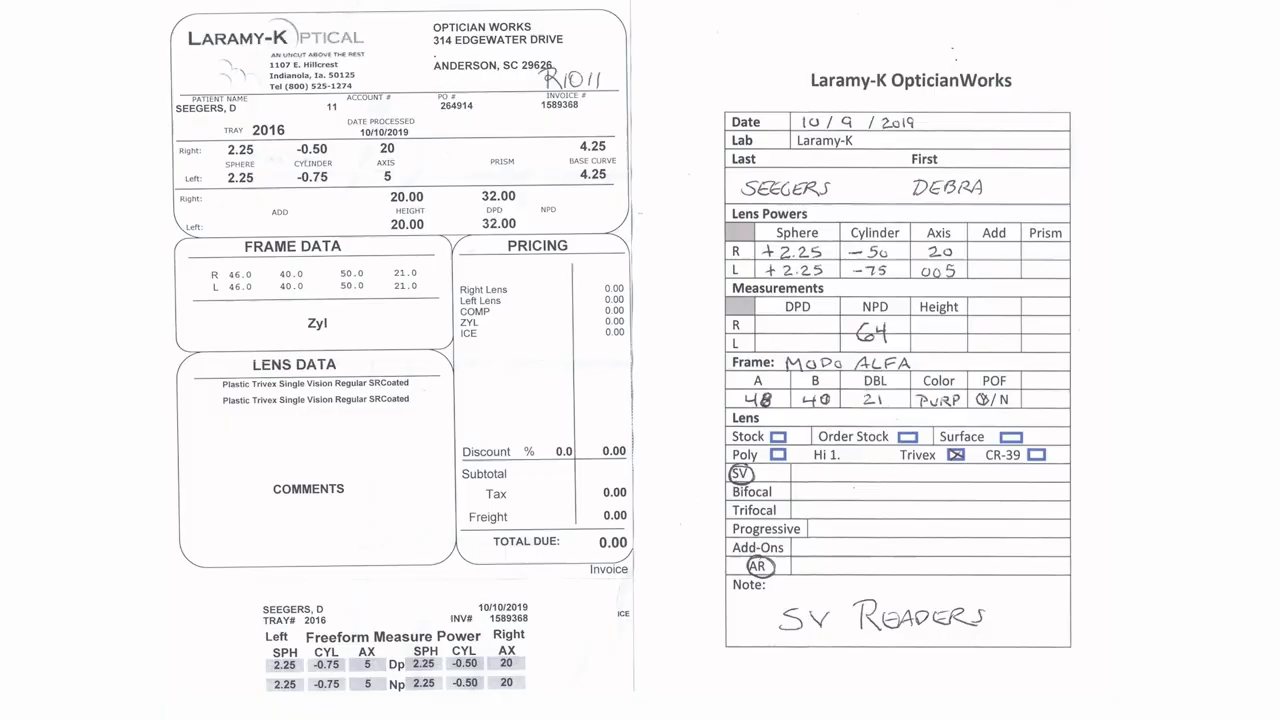 LARAMY-K OPTICAL
AN UNCUT ABOVE THE REST
1107 E. Hillcrest
Indianola, Ia. 50125
Tel (800) 525-1274
OPTICIAN WORKS
314 EDGEWATER DRIVE
.
ANDERSON, SC 29626
R1011
PATIENT NAME ACCOUNT # PO # INVOICE #
SEEGERS, D 11 264914 1589368
TRAY 2016 DATE PROCESSED
10/10/2019
Right: 2.25 -0.50 20 4.25
SPHERE CYLINDER AXIS PRISM BASE CURVE
Left: 2.25 -0.75 5 4.25
Right: 20.00 32.00
ADD HEIGHT DPD NPD
Left: 20.00 32.00
FRAME DATA
R 46.0 40.0 50.0 21.0
L 46.0 40.0 50.0 21.0
Zyl
LENS DATA
Plastic Trivex Single Vision Regular SRCoated
Plastic Trivex Single Vision Regular SRCoated
COMMENTS
PRICING
Right Lens 0.00
Left Lens 0.00
COMP 0.00
ZYL 0.00
ICE 0.00
Discount % 0.0 0.00
Subtotal
Tax 0.00
Freight 0.00
TOTAL DUE: 0.00
Invoice
SEEGERS, D 10/10/2019
TRAY# 2016 INV# 1589368
ICE
Left Freeform Measure Power Right
SPH CYL AX SPH CYL AX
2.25 -0.75 5 Dp 2.25 -0.50 20
2.25 -0.75 5 Np 2.25 -0.50 20
Laramy-K OpticianWorks
Date 10/9/2019
Lab Laramy-K
Last First
SEEGERS DEBRA
Lens Powers
Sphere Cylinder Axis Add Prism
R +2.25 -50 20
L +2.25 -75 005
Measurements
DPD NPD Height
R
64
L
Frame: MODO ALFA
A B DBL Color POF
48 40 21 PURP Y/N
Lens
Stock Order Stock Surface
Poly Hi 1. Trivex CR-39
SV
Bifocal
Trifocal
Progressive
Add-Ons
AR
Note:
SV READERS